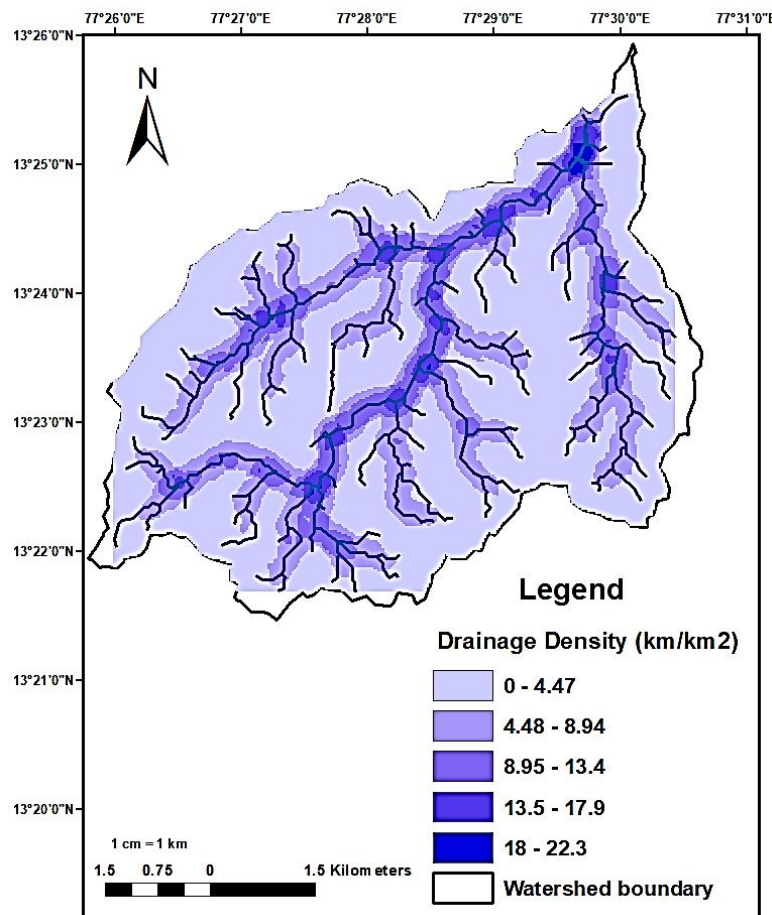 77°26'0"E 77°27'0"E 77°28'0"E 77°29'0"E 77°30'0"E 77°31'0"E
13°26'0"N
N
13°25'0"N
13°24'0"N
13°23'0"N
13°22'0"N
Legend
Drainage Density (km/km2)
13°21'0"N
0 - 4.47
4.48 - 8.94
8.95 - 13.4
13°20'0"N
13.5 - 17.9
1 cm = 1 km
18 - 22.3
1.5 0.75 0 1.5 Kilometers
Watershed boundary